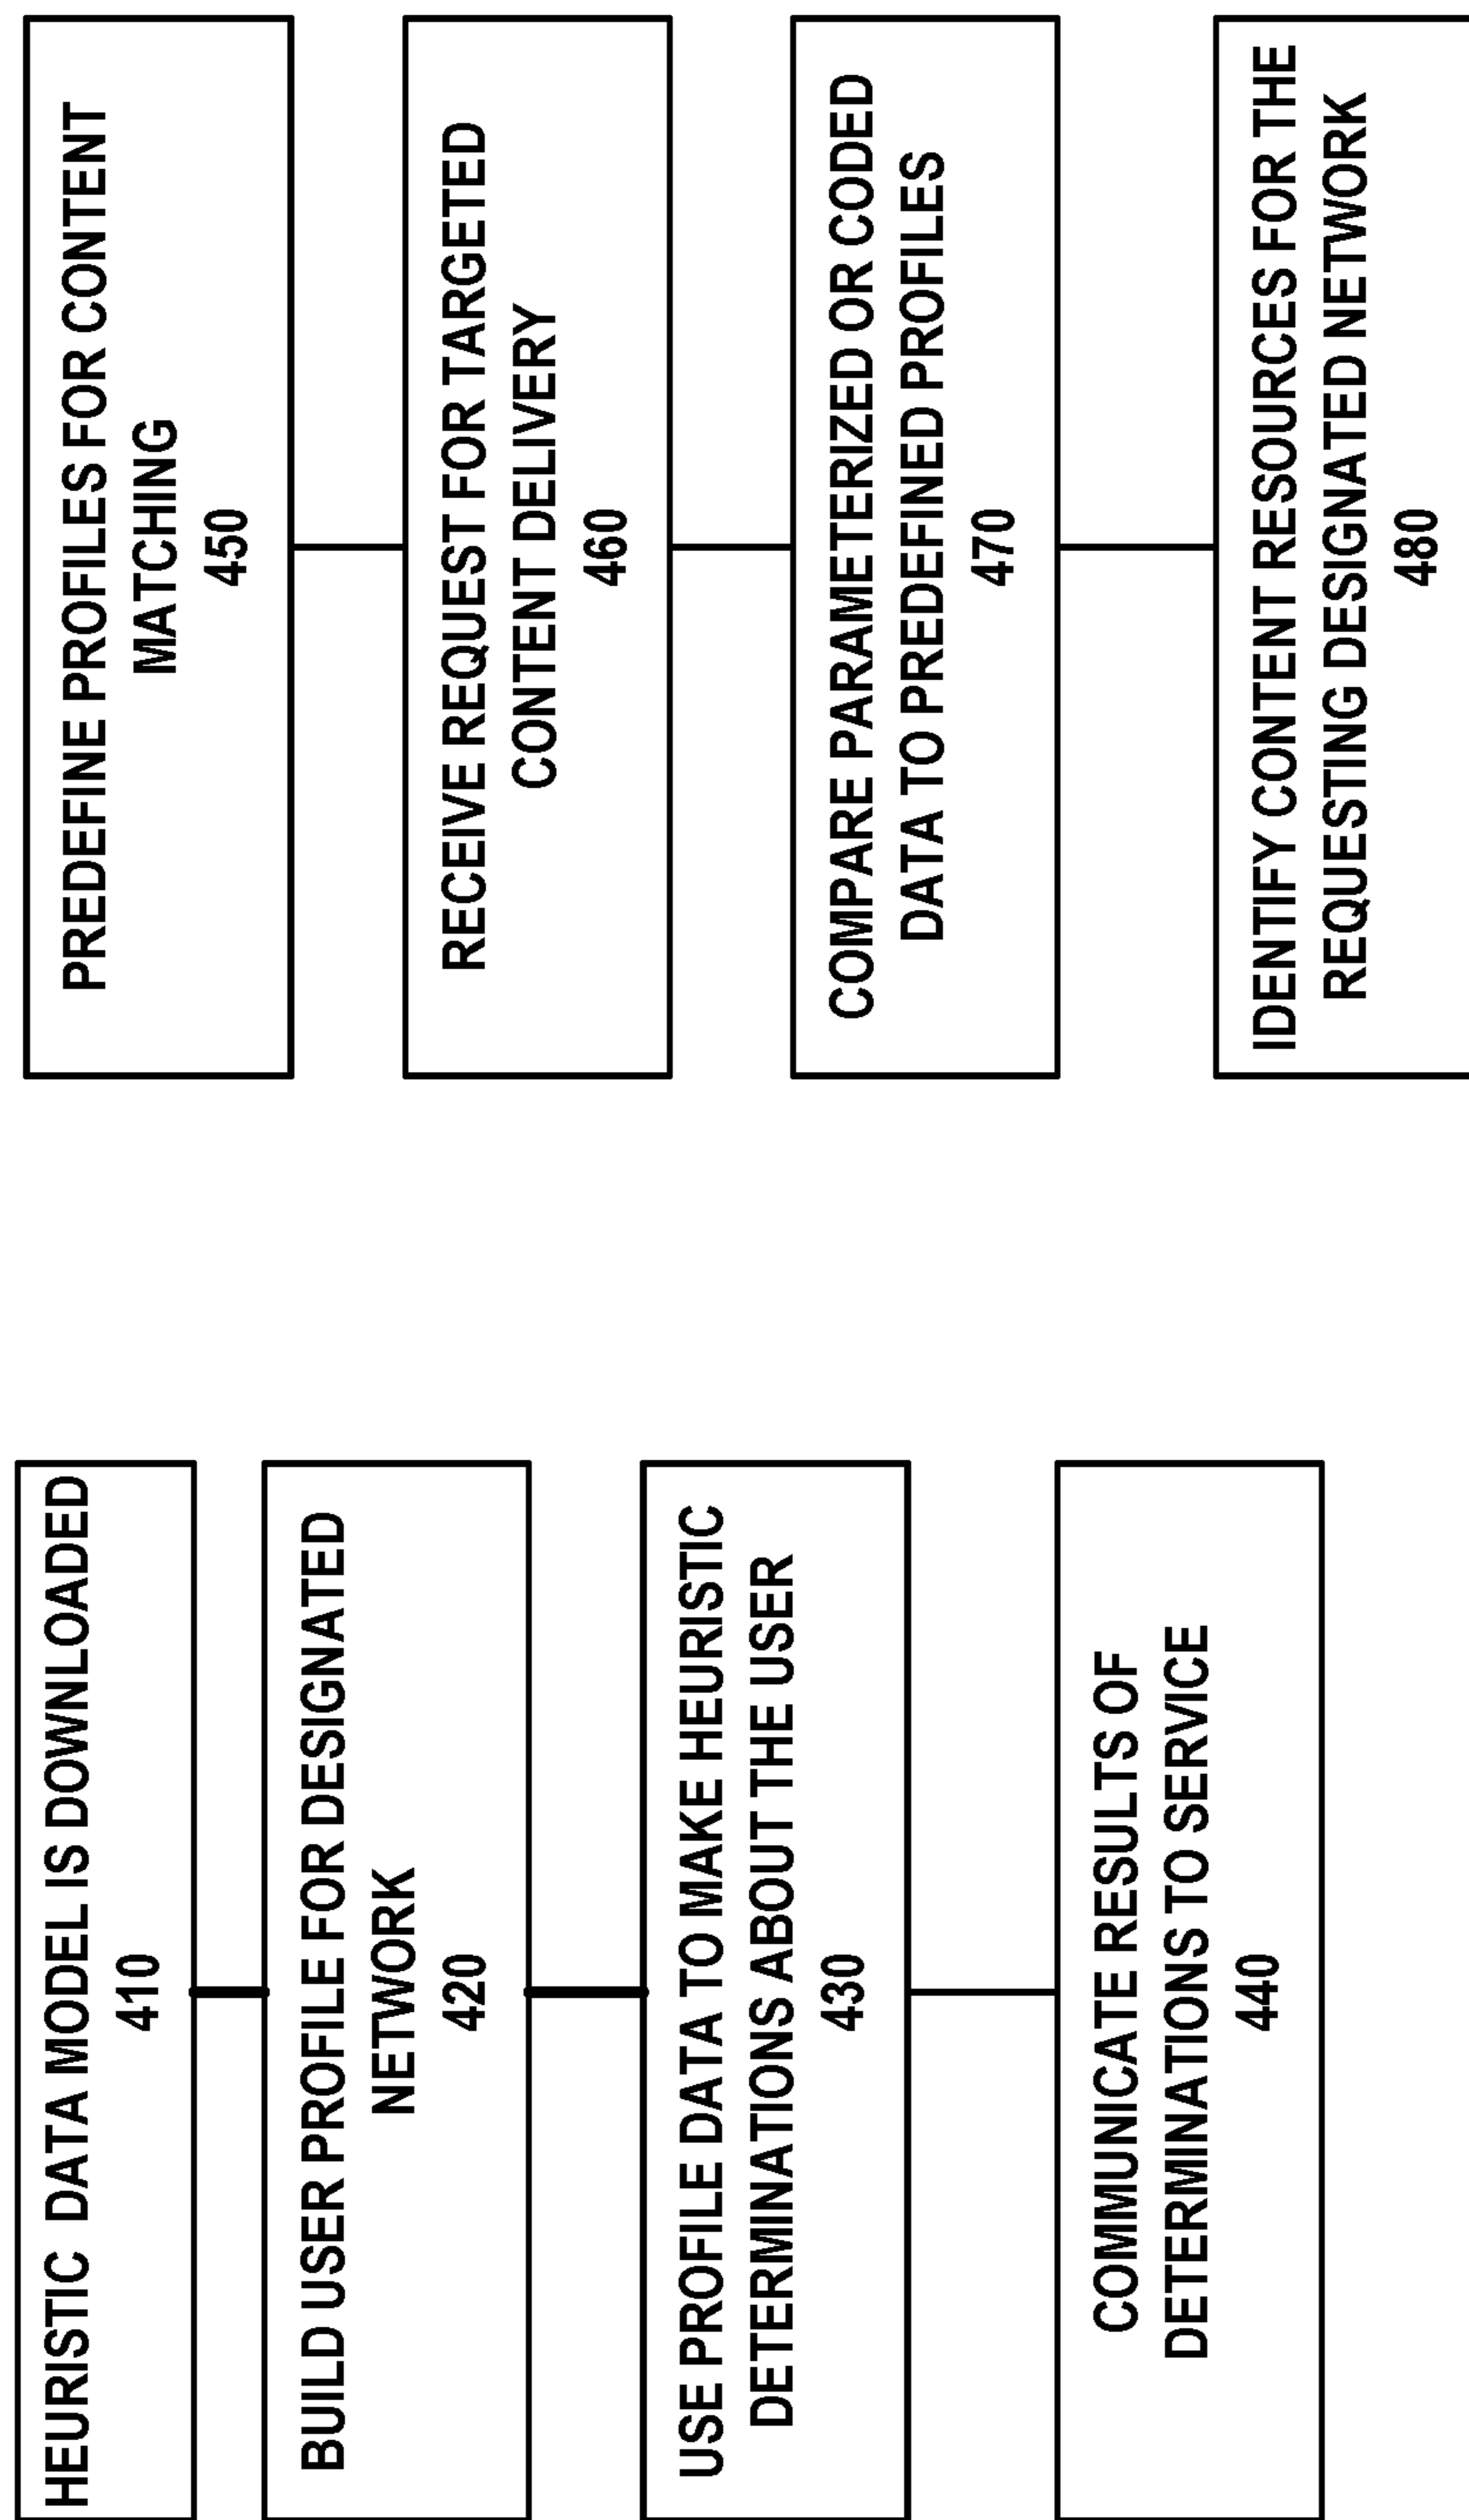 HEURISTIC DATA MODEL IS DOWNLOADED
410
BUILD USER PROFILE FOR DESIGNATED
NETWORK
420
USE PROFILE DATA TO MAKE HEURISTIC
DETERMINATIONS ABOUT THE USER
430
COMMUNICATE RESULTS OF
DETERMINATIONS TO SERVICE
440
PREDEFINE PROFILES FOR CONTENT
MATCHING
450
RECEIVE REQUEST FOR TARGETED
CONTENT DELIVERY
460
COMPARE PARAMETERIZED OR CODED
DATA TO PREDEFINED PROFILES
470
IDENTIFY CONTENT RESOURCES FOR THE
REQUESTING DESIGNATED NETWORK
480